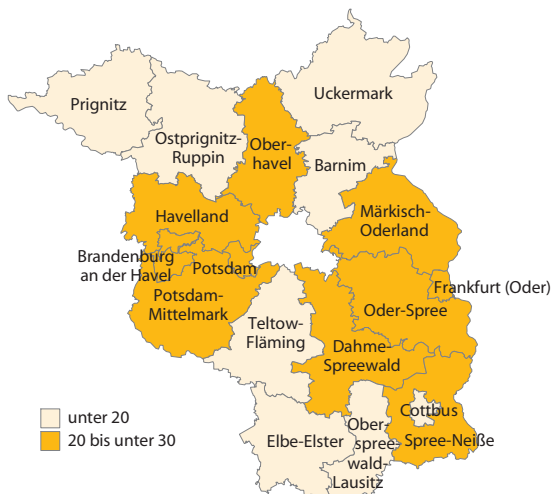 Prignitz
Uckermark
Ostprignitz-
Ruppin
Ober-
havel
Barnim
Havelland
Märkisch-
Oderland
Brandenburg
an der Havel
Potsdam
Potsdam-
Mittelmark
Frankfurt (Oder)
Oder-Spree
Teltow-
Fläming
Dahme-
Spreewald
Cottbus
Spree-Neiße
Elbe-Elster
Ober-
spree-
wald-
Lausitz
unter 20
20 bis unter 30